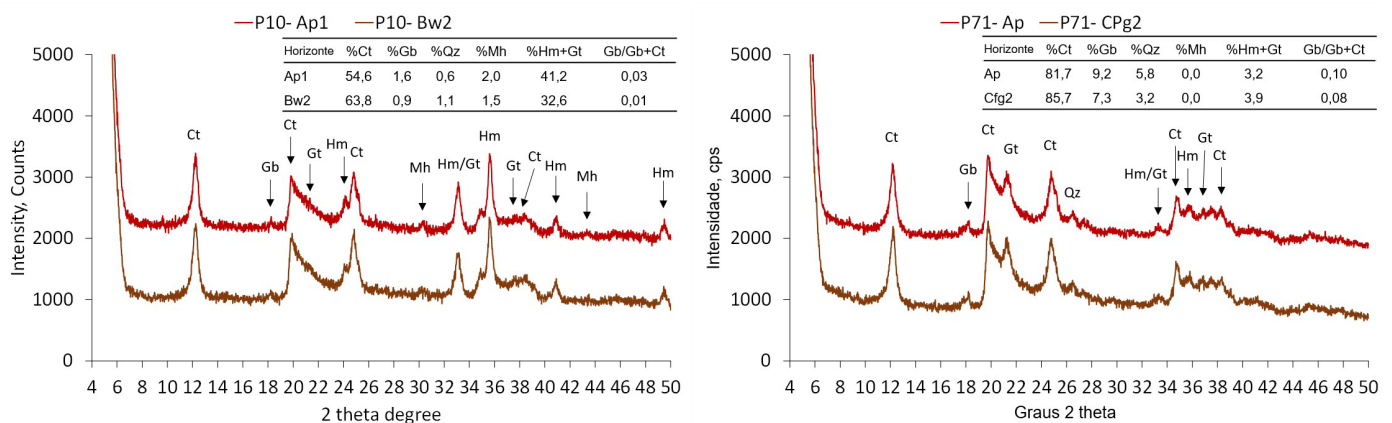 P10- Ap1 P10- Bw2
Horizonte %Ct %Gb %Qz %Mh %Hm+Gt Gb/Gb+Ct
Ap1 54,6 1,6 0,6 2,0 41,2 0,03
Bw2 63,8 0,9 1,1 1,5 32,6 0,01
5000
4000
3000
2000
1000
0
Intensity, Counts
Ct Gb Ct Gt Hm Ct Mh Hm/Gt Hm Gt Ct Hm Mh Hm
4 6 8 10 12 14 16 18 20 22 24 26 28 30 32 34 36 38 40 42 44 46 48 50
2 theta degree
P71- Ap P71- CPg2
Horizonte %Ct %Gb %Qz %Mh %Hm+Gt Gb/Gb+Ct
Ap 81,7 9,2 5,8 0,0 3,2 0,10
Cfg2 85,7 7,3 3,2 0,0 3,9 0,08
5000
4000
3000
2000
1000
0
Intensidade, cps
Ct Gb Ct Gt Ct Qz Hm/Gt Ct Hm Gt Ct
4 6 8 10 12 14 16 18 20 22 24 26 28 30 32 34 36 38 40 42 44 46 48 50
Graus 2 theta